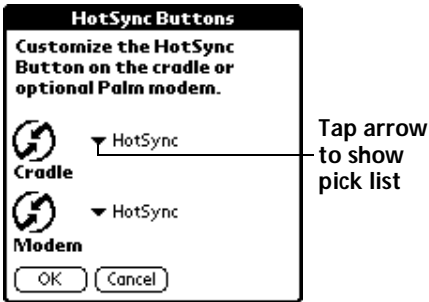 HotSync Buttons
Customize the HotSync
Button on the cradle or
optional Palm modem.
HotSync
Cradle
HotSync
Modem
OK
Cancel
Tap arrow
to show
pick list